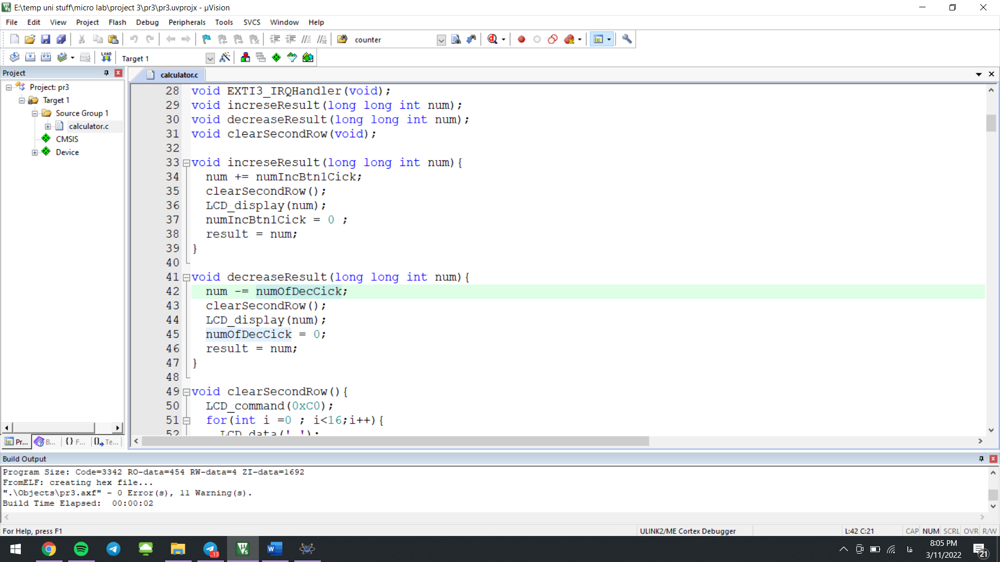 E:\temp uni stuff\micro lab\project 3\pr3\pr3.uvprojx - µVision
File Edit View Project Flash Debug Peripherals Tools SVCS Window Help
counter
LOAD Target 1
Project
calculator.c
Project: pr3
Target 1
Source Group 1
calculator.c
CMSIS
Device
28 void EXTI3_IRQHandler(void);
29 void increseResult(long long int num);
30 void decreaseResult(long long int num);
31 void clearSecondRow(void);
32
33 void increseResult(long long int num){
34 num += numIncBtn1Cick;
35 clearSecondRow();
36 LCD_display(num);
37 numIncBtn1Cick = 0 ;
38 result = num;
39 }
40
41 void decreaseResult(long long int num){
42 num -= numOfDecCick;
43 clearSecondRow();
44 LCD_display(num);
45 numOfDecCick = 0;
46 result = num;
47 }
48
49 void clearSecondRow(){
50 LCD_command(0xC0);
51 for(int i =0 ; i<16;i++){
52 LCD_data(' ');
Pr... B... {} F... Te...
Build Output
Program Size: Code=3342 RO-data=454 RW-data=4 ZI-data=1692
FromELF: creating hex file...
".\Objects\pr3.axf" - 0 Error(s), 11 Warning(s).
Build Time Elapsed: 00:00:02
For Help, press F1
ULINK2/ME Cortex Debugger
L:42 C:21
CAP NUM SCRL OVR R/W
..13
فا
8:05 PM
3/11/2022
21